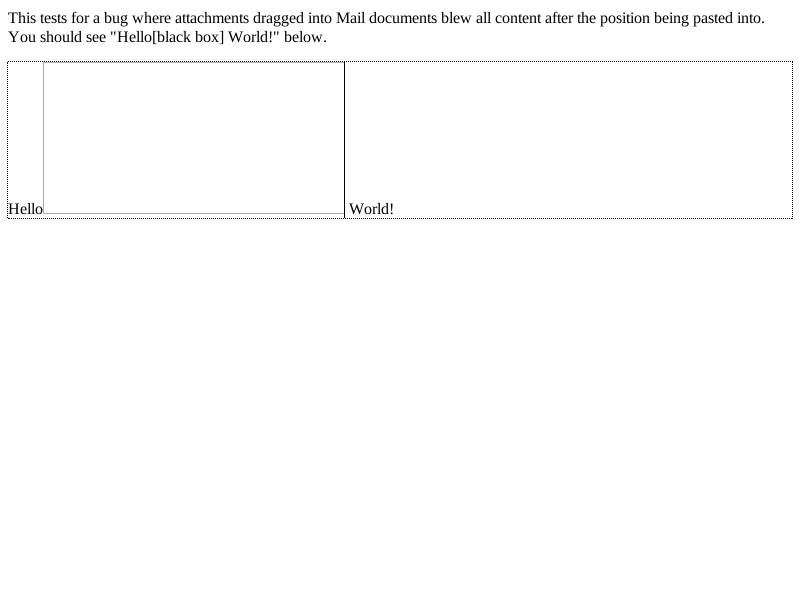 This tests for a bug where attachments dragged into Mail documents blew all content after the position being pasted into.
You should see "Hello[black box] World!" below.
Hello World!